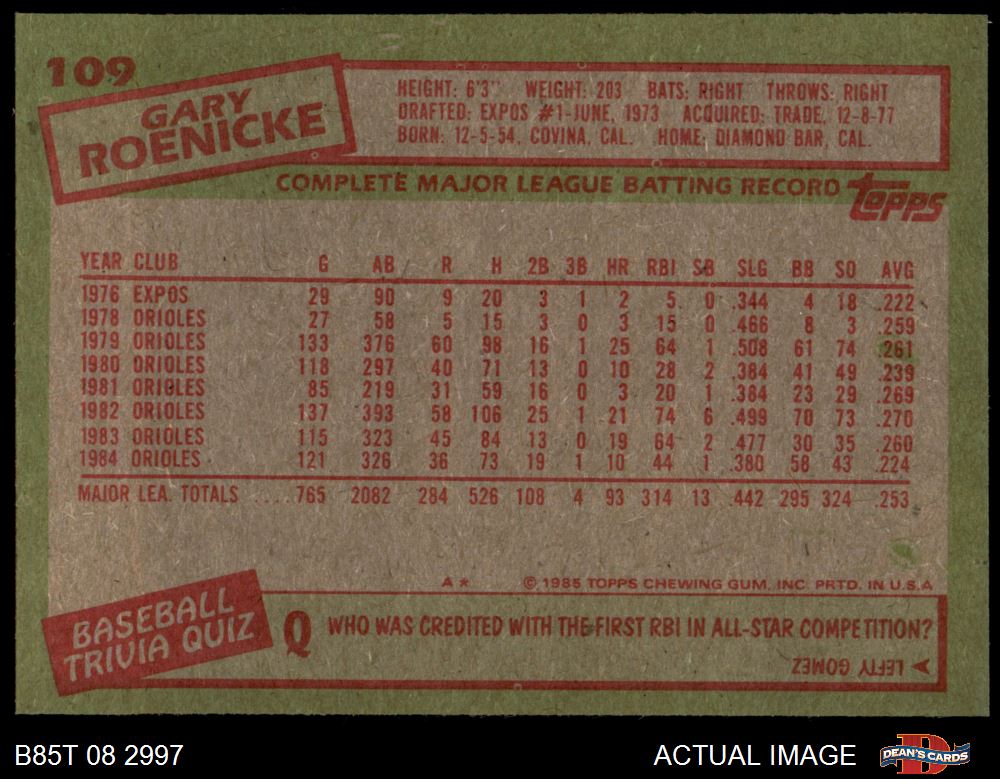 109
GARY
ROENICKE
HEIGHT: 6'3" WEIGHT: 203 BATS: RIGHT THROWS: RIGHT
DRAFTED: EXPOS #1-JUNE, 1973 ACQUIRED: TRADE, 12-8-77
BORN: 12-5-54, COVINA, CAL. HOME: DIAMOND BAR, CAL.
COMPLETE MAJOR LEAGUE BATTING RECORD topps
YEAR CLUB G AB R H 2B 3B HR RBI SB SLG BB SO AVG
1976 EXPOS 29 90 9 20 3 1 2 5 0 .344 4 18 .222
1978 ORIOLES 27 58 5 15 3 0 3 15 0 .466 8 3 .259
1979 ORIOLES 133 376 60 98 16 1 25 64 1 .508 61 74 .261
1980 ORIOLES 118 297 40 71 13 0 10 28 2 .384 41 49 .239
1981 ORIOLES 85 219 31 59 16 0 3 20 1 .384 23 29 .269
1982 ORIOLES 137 393 58 106 25 1 21 74 6 .499 70 73 .270
1983 ORIOLES 115 323 45 84 13 0 19 64 2 .477 30 35 .260
1984 ORIOLES 121 326 36 73 19 1 10 44 1 .380 58 43 .224
MAJOR LEA. TOTALS ....765 2082 284 526 108 4 93 314 13 .442 295 324 .253
A* © 1985 TOPPS CHEWING GUM, INC. PRTD. IN U.S.A
BASEBALL
TRIVIA QUIZ
Q WHO WAS CREDITED WITH THE FIRST RBI IN ALL-STAR COMPETITION?
A LEFTY GOMEZ
B85T 08 2997 ACTUAL IMAGE DEAN'S CARDS